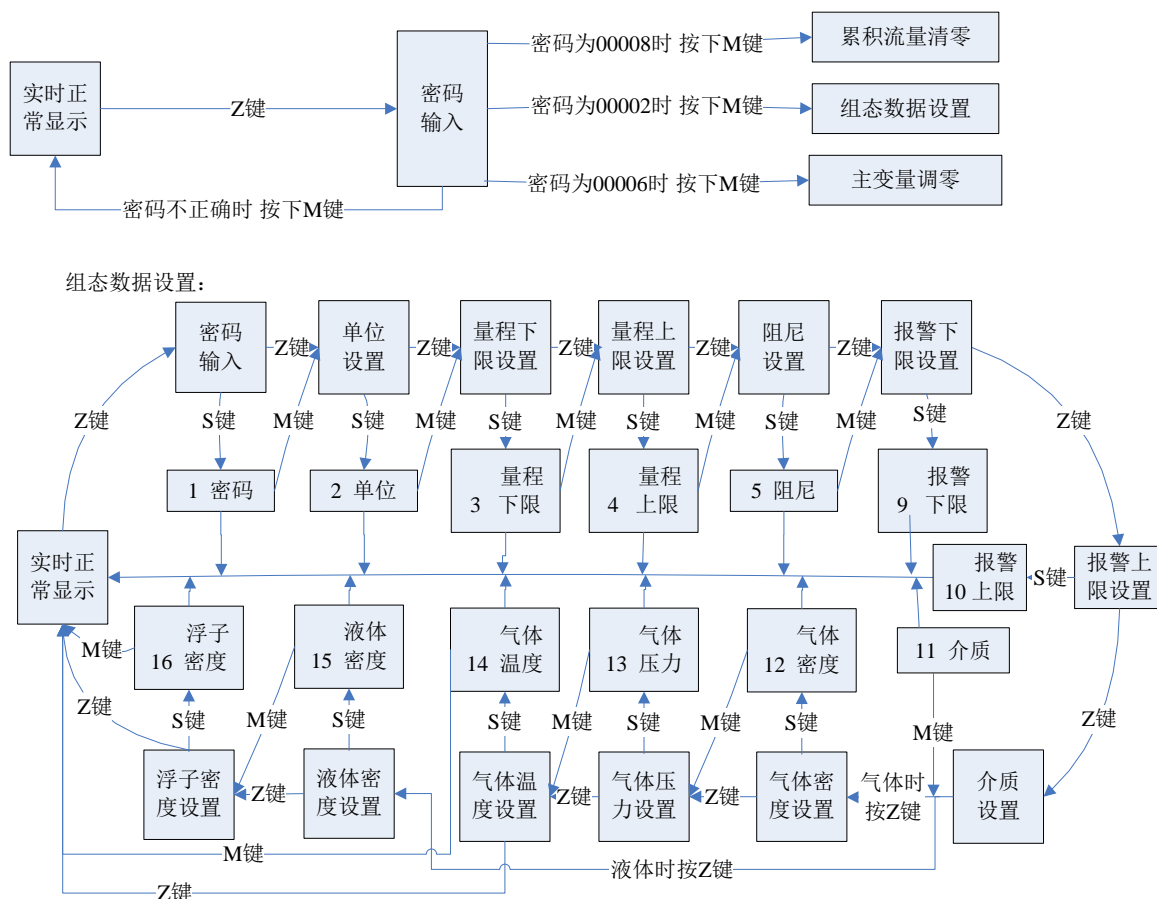 密码为00008时 按下M键
累积流量清零
实时正
常显示
Z键
密码
输入
密码为00002时 按下M键
组态数据设置
密码为00006时 按下M键
主变量调零
密码不正确时 按下M键
组态数据设置：
密码
输入
Z键
单位
设置
Z键
量程下
限设置
Z键
量程上
限设置
Z键
阻尼
设置
Z键
报警下
限设置
Z键
S键
M键
S键
M键
S键
M键
S键
M键
S键
M键
S键
Z键
1 密码
2 单位
量程
3 下限
量程
4 上限
5 阻尼
报警
9 下限
实时正
常显示
报警
10 上限
S键
报警上
限设置
M键
浮子
16 密度
液体
15 密度
气体
14 温度
气体
13 压力
气体
12 密度
11 介质
Z键
S键
M键
S键
S键
M键
S键
M键
S键
M键
Z键
浮子密
度设置
Z键
液体密
度设置
气体温
度设置
Z键
气体压
力设置
Z键
气体密
度设置
气体时
按Z键
介质
设置
M键
液体时按Z键
Z键